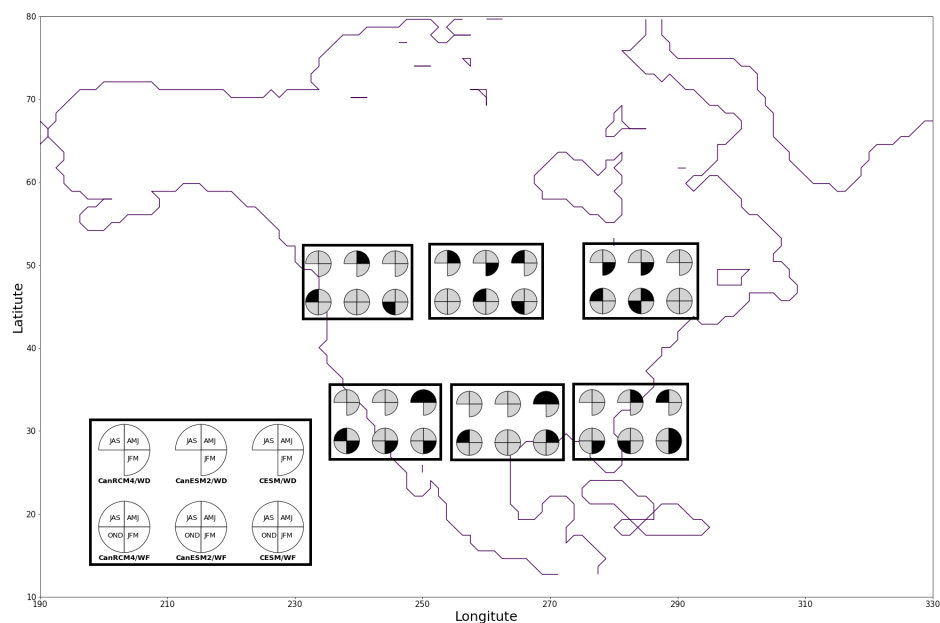 80
70
60
50
40
30
20
10
Latitute
JAS AMJ JAS AMJ JAS AMJ
JFM JFM JFM
CanRCM4/WD CanESM2/WD CESM/WD
JAS AMJ JAS AMJ JAS AMJ
OND JFM OND JFM OND JFM
CanRCM4/WF CanESM2/WF CESM/WF
190 210 230 250 270 290 310 330
Longitute